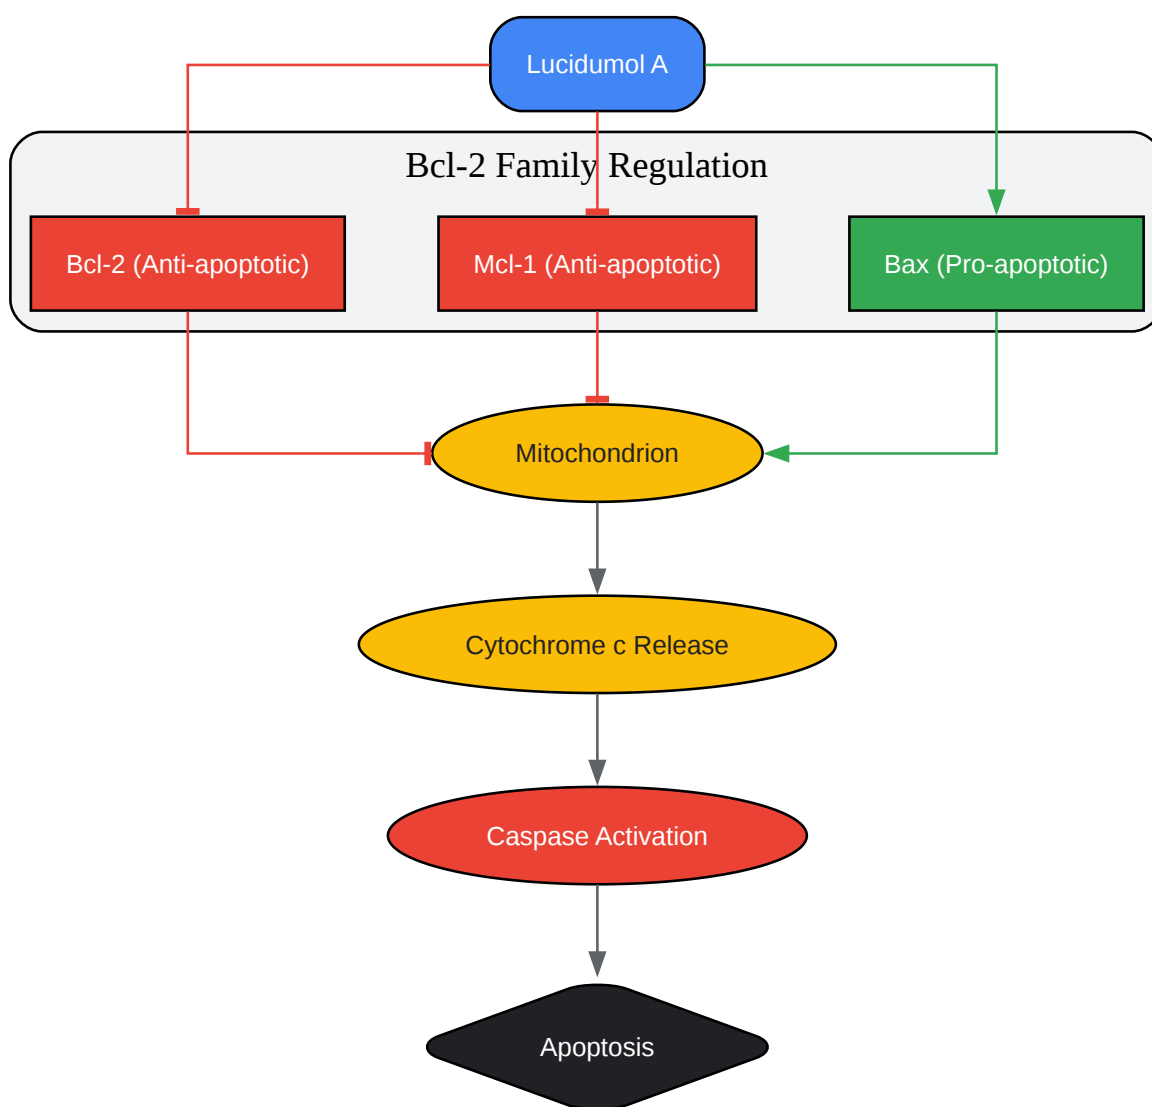 Lucidumol A
Bcl-2 Family Regulation
Bcl-2 (Anti-apoptotic)
Mcl-1 (Anti-apoptotic)
Bax (Pro-apoptotic)
Mitochondrion
Cytochrome c Release
Caspase Activation
Apoptosis